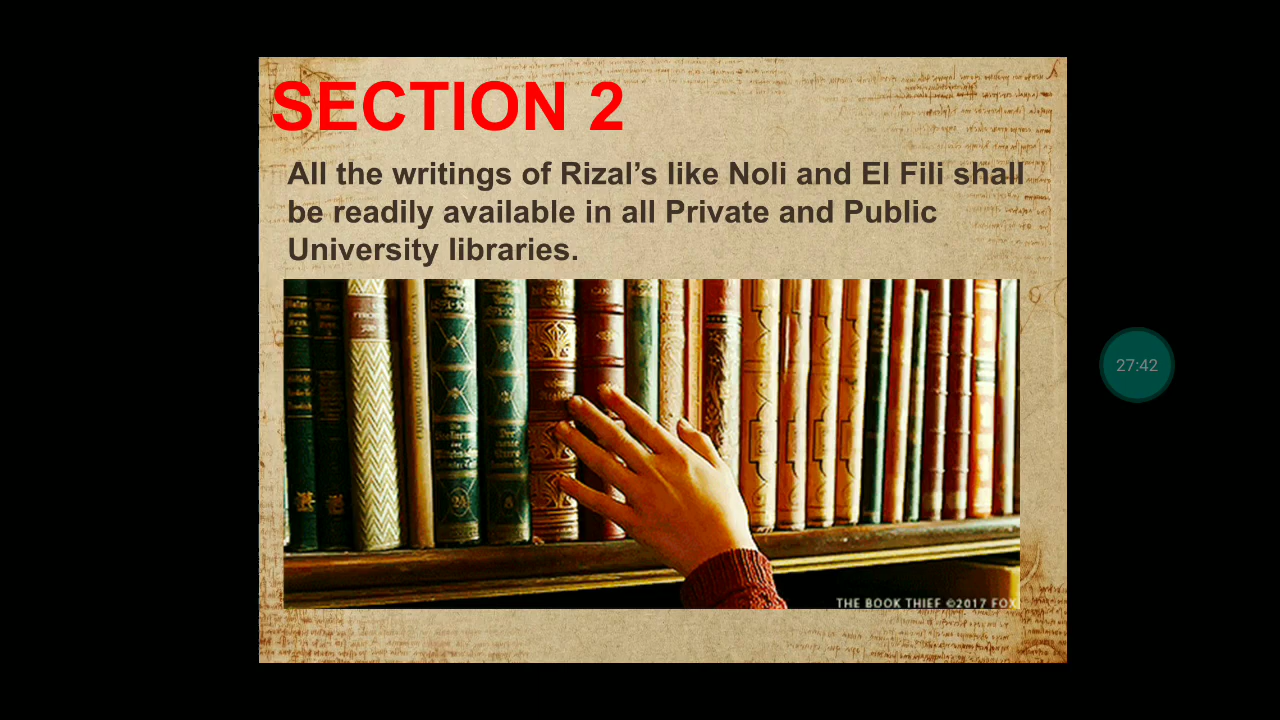 SECTION 2
All the writings of Rizal's like Noli and El Fili shall
be readily available in all Private and Public
University libraries.
27:42
THE BOOK THIEF ©2017 FOX